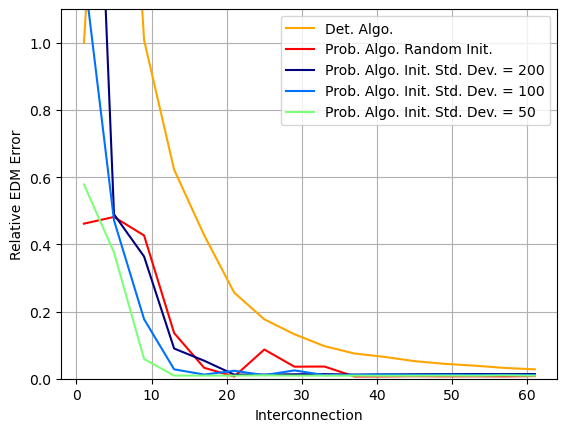 Det. Algo.
Prob. Algo. Random Init.
Prob. Algo. Init. Std. Dev. = 200
Prob. Algo. Init. Std. Dev. = 100
Prob. Algo. Init. Std. Dev. = 50
Relative EDM Error
1.0
0.8
0.6
0.4
0.2
0.0
0 10 20 30 40 50 60
Interconnection